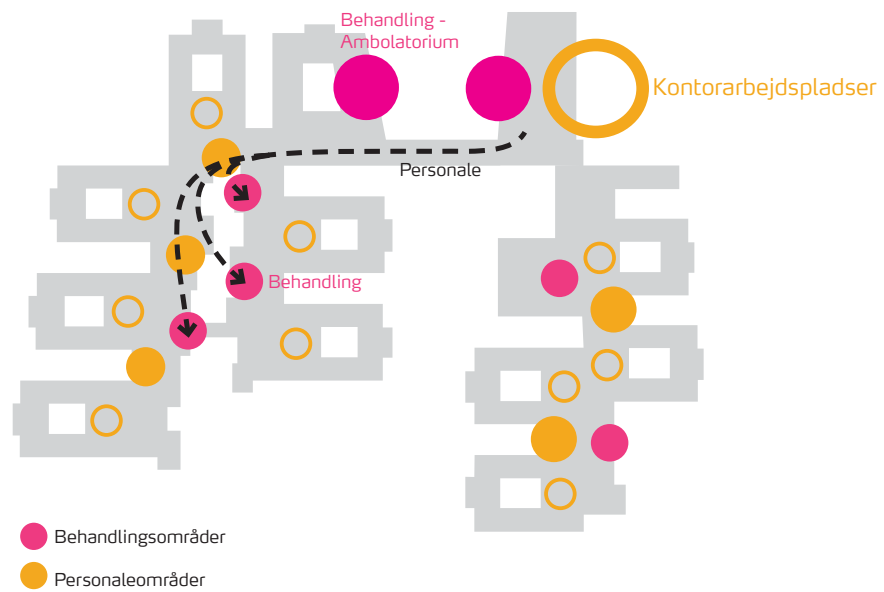 Behandling -
Ambolatorium
Kontorarbejdspladser
Personale
Behandling
Behandlingsområder
Personaleområder